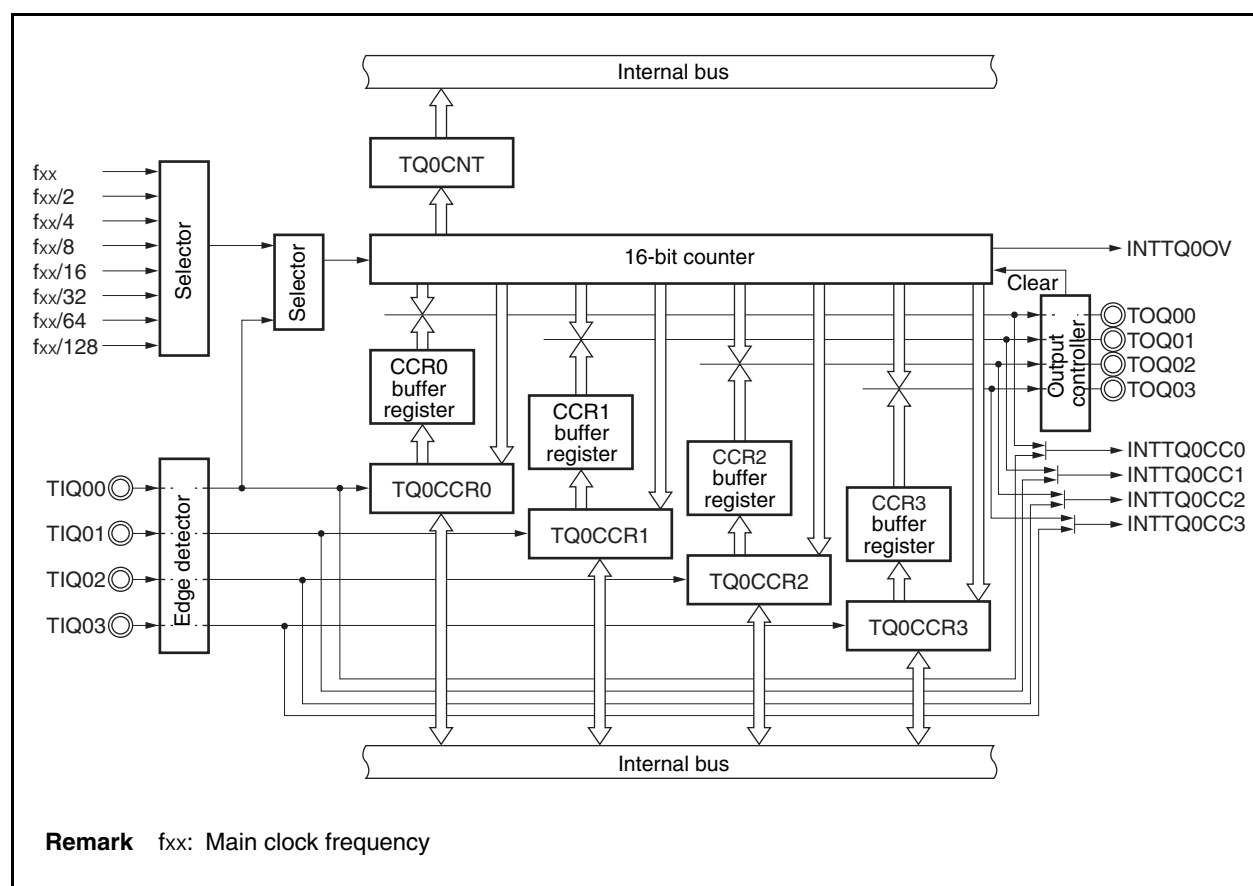 Internal bus
TQ0CNT
fxx
fxx/2
fxx/4
fxx/8
fxx/16
fxx/32
fxx/64
fxx/128
Selector
Selector
16-bit counter
INTTQ0OV
Clear
Output
controller
TOQ00
TOQ01
TOQ02
TOQ03
CCR0
buffer
register
CCR1
buffer
register
CCR2
buffer
register
CCR3
buffer
register
INTTQ0CC0
INTTQ0CC1
INTTQ0CC2
INTTQ0CC3
TIQ00
TIQ01
TIQ02
TIQ03
Edge detector
TQ0CCR0
TQ0CCR1
TQ0CCR2
TQ0CCR3
Internal bus
Remark fxx: Main clock frequency